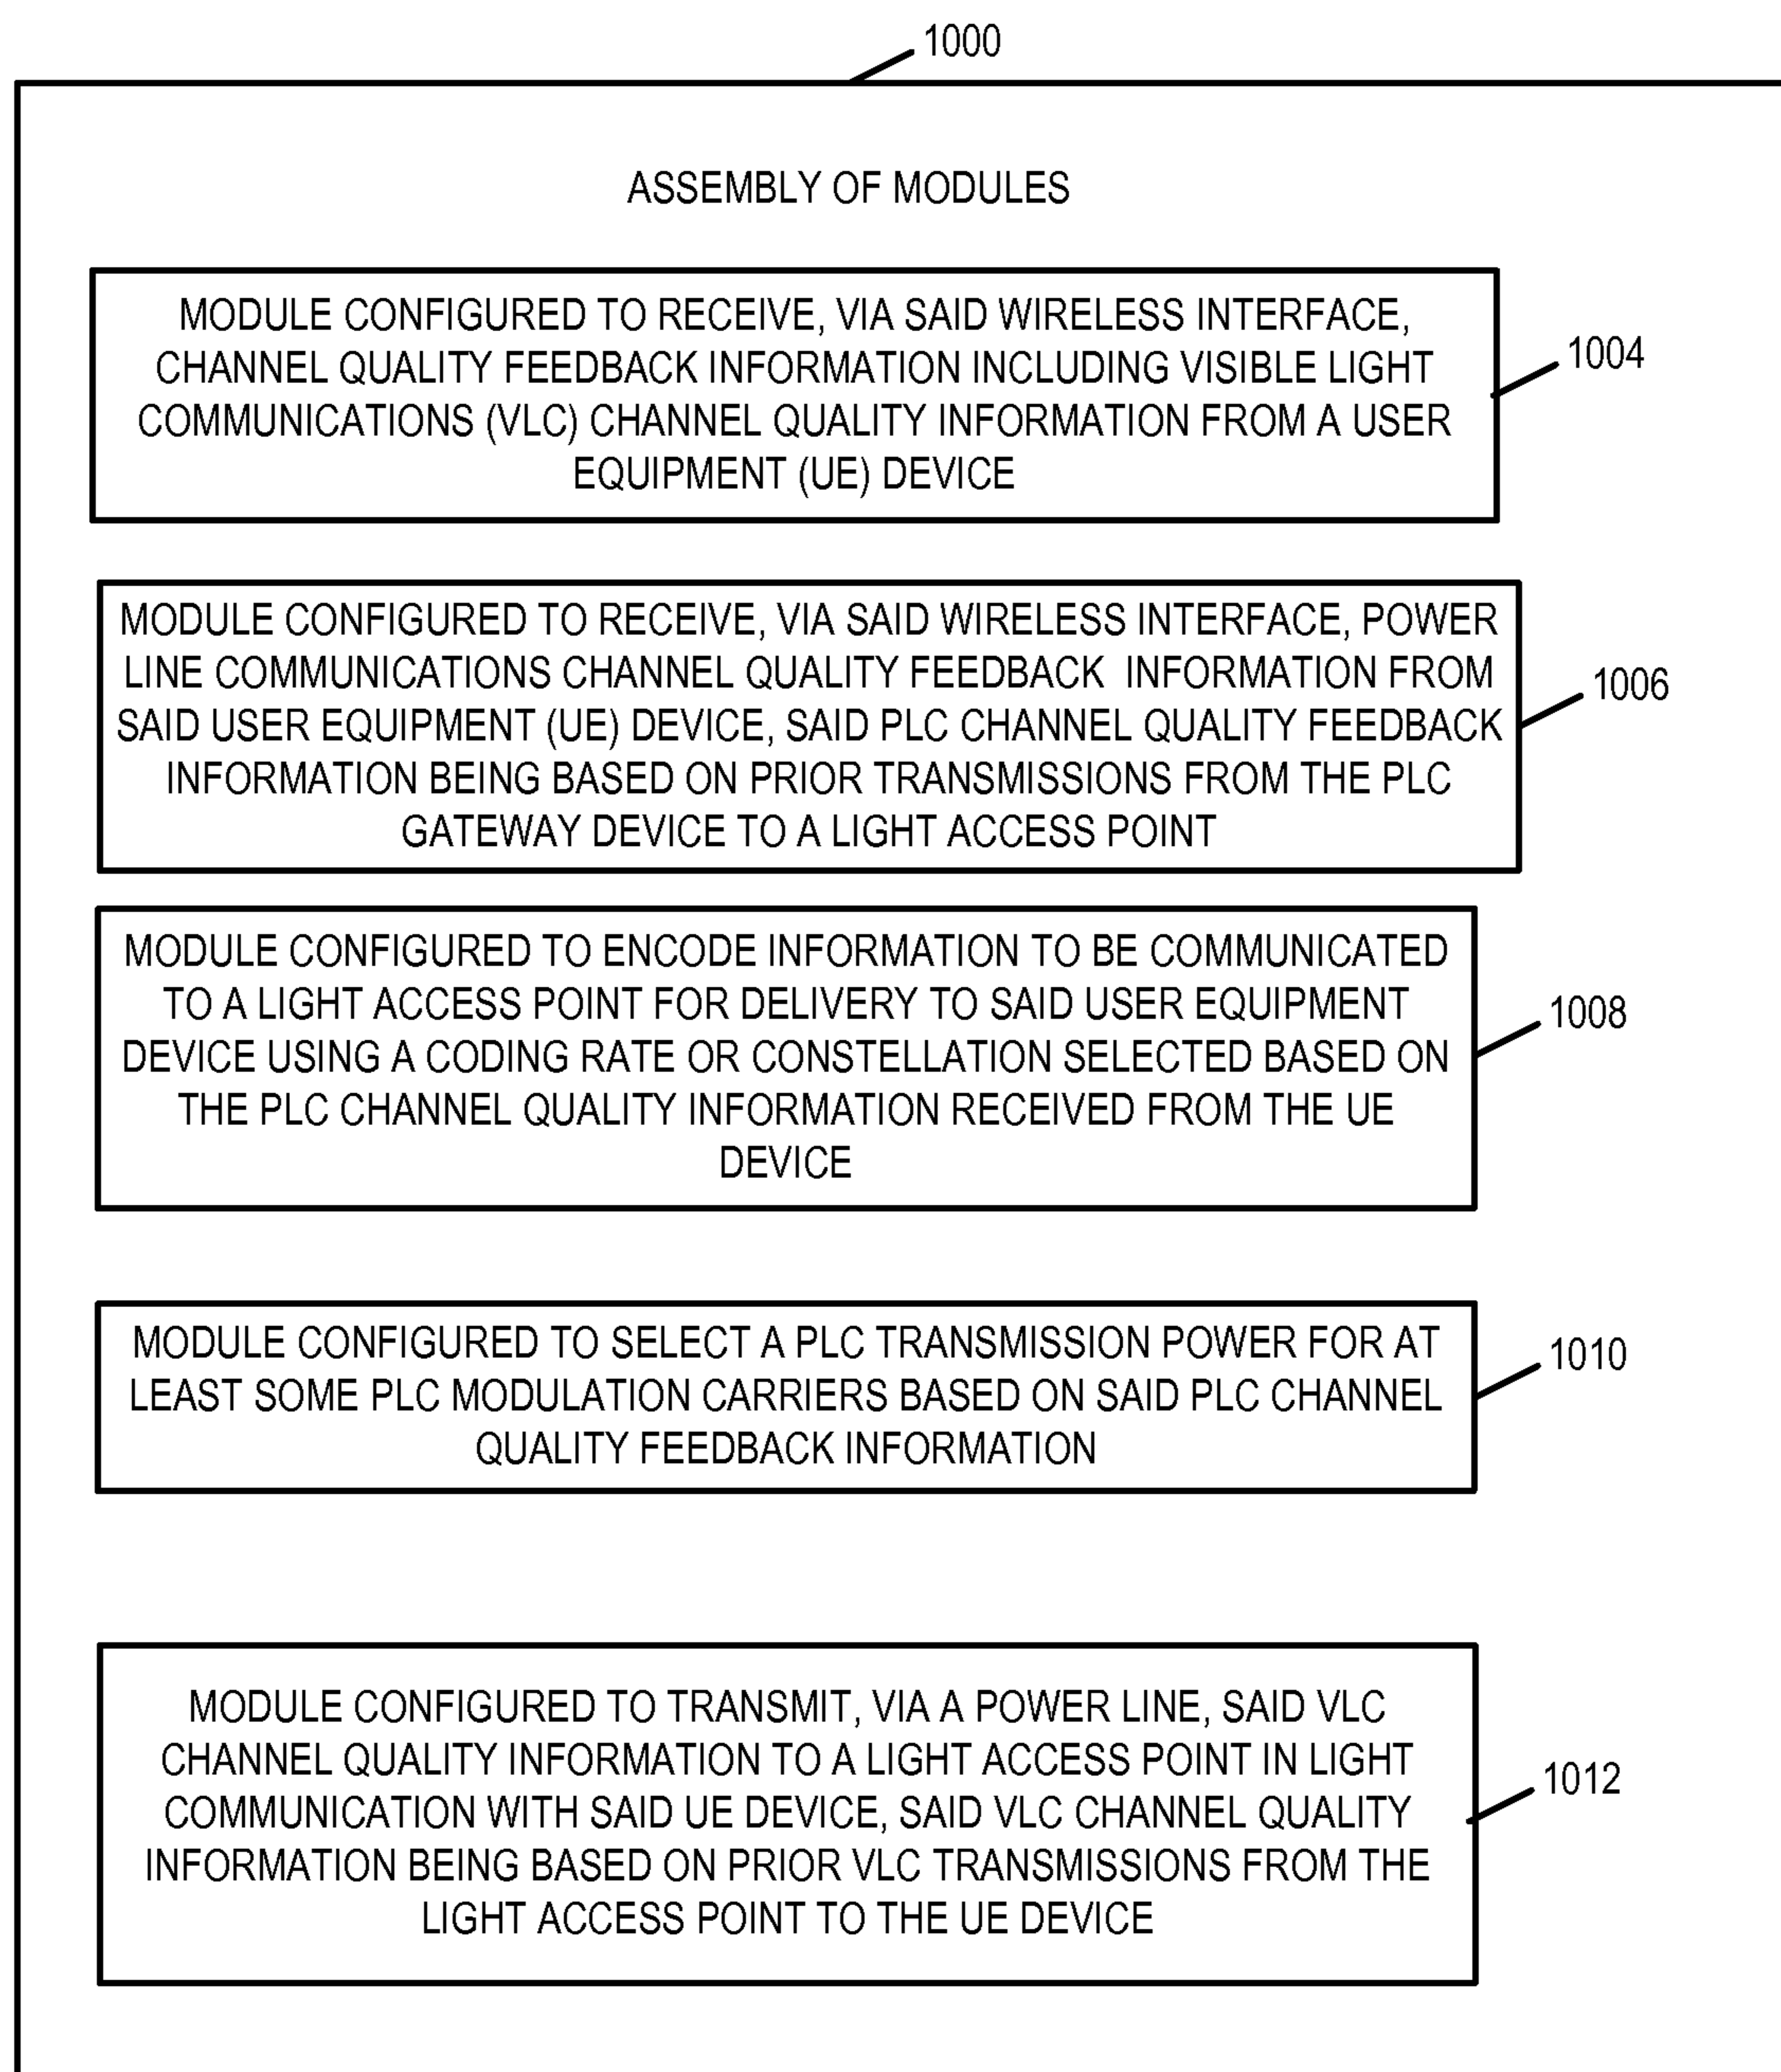 1000
ASSEMBLY OF MODULES
MODULE CONFIGURED TO RECEIVE, VIA SAID WIRELESS INTERFACE,
CHANNEL QUALITY FEEDBACK INFORMATION INCLUDING VISIBLE LIGHT
COMMUNICATIONS (VLC) CHANNEL QUALITY INFORMATION FROM A USER
EQUIPMENT (UE) DEVICE
1004
MODULE CONFIGURED TO RECEIVE, VIA SAID WIRELESS INTERFACE, POWER
LINE COMMUNICATIONS CHANNEL QUALITY FEEDBACK INFORMATION FROM
SAID USER EQUIPMENT (UE) DEVICE, SAID PLC CHANNEL QUALITY FEEDBACK
INFORMATION BEING BASED ON PRIOR TRANSMISSIONS FROM THE PLC
GATEWAY DEVICE TO A LIGHT ACCESS POINT
1006
MODULE CONFIGURED TO ENCODE INFORMATION TO BE COMMUNICATED
TO A LIGHT ACCESS POINT FOR DELIVERY TO SAID USER EQUIPMENT
DEVICE USING A CODING RATE OR CONSTELLATION SELECTED BASED ON
THE PLC CHANNEL QUALITY INFORMATION RECEIVED FROM THE UE
DEVICE
1008
MODULE CONFIGURED TO SELECT A PLC TRANSMISSION POWER FOR AT
LEAST SOME PLC MODULATION CARRIERS BASED ON SAID PLC CHANNEL
QUALITY FEEDBACK INFORMATION
1010
MODULE CONFIGURED TO TRANSMIT, VIA A POWER LINE, SAID VLC
CHANNEL QUALITY INFORMATION TO A LIGHT ACCESS POINT IN LIGHT
COMMUNICATION WITH SAID UE DEVICE, SAID VLC CHANNEL QUALITY
INFORMATION BEING BASED ON PRIOR VLC TRANSMISSIONS FROM THE
LIGHT ACCESS POINT TO THE UE DEVICE
1012